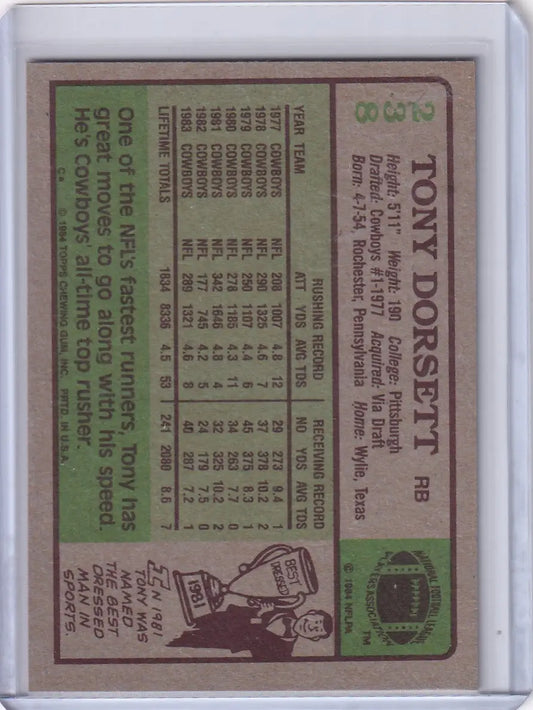 238
TONY DORSETT RB
Height: 5'11" Weight: 190 College: Pittsburgh
Drafted: Cowboys #1-1977 Acquired: Via Draft
Born: 4-7-54, Rochester, Pennsylvania Home: Wylie, Texas
NATIONAL FOOTBALL LEAGUE
PLAYERS ASSOCIATION
TM
© 1984 NFLPA
RUSHING RECORD RECEIVING RECORD
YEAR TEAM ATT YDS AVG TDS NO YDS AVG TDS
1977 COWBOYS NFL 208 1007 4.8 12 29 273 9.4 1
1978 COWBOYS NFL 290 1325 4.6 7 37 378 10.2 2
1979 COWBOYS NFL 250 1107 4.4 6 45 375 8.3 1
1980 COWBOYS NFL 278 1185 4.3 11 34 263 7.7 0
1981 COWBOYS NFL 342 1646 4.8 4 32 325 10.2 2
1982 COWBOYS NFL 177 745 4.2 5 24 179 7.5 0
1983 COWBOYS NFL 289 1321 4.6 8 40 287 7.2 1
LIFETIME TOTALS 1834 8336 4.5 53 241 2080 8.6 7
One of the NFL's fastest runners, Tony has
great moves to go along with his speed.
He's Cowboys' all-time top rusher.
© 1984 TOPPS CHEWING GUM, INC. PRTD. IN U.S.A.
BEST
DRESSED
1981
IN 1981
TONY WAS
NAMED
THE BEST
DRESSED
MAN IN
SPORTS.